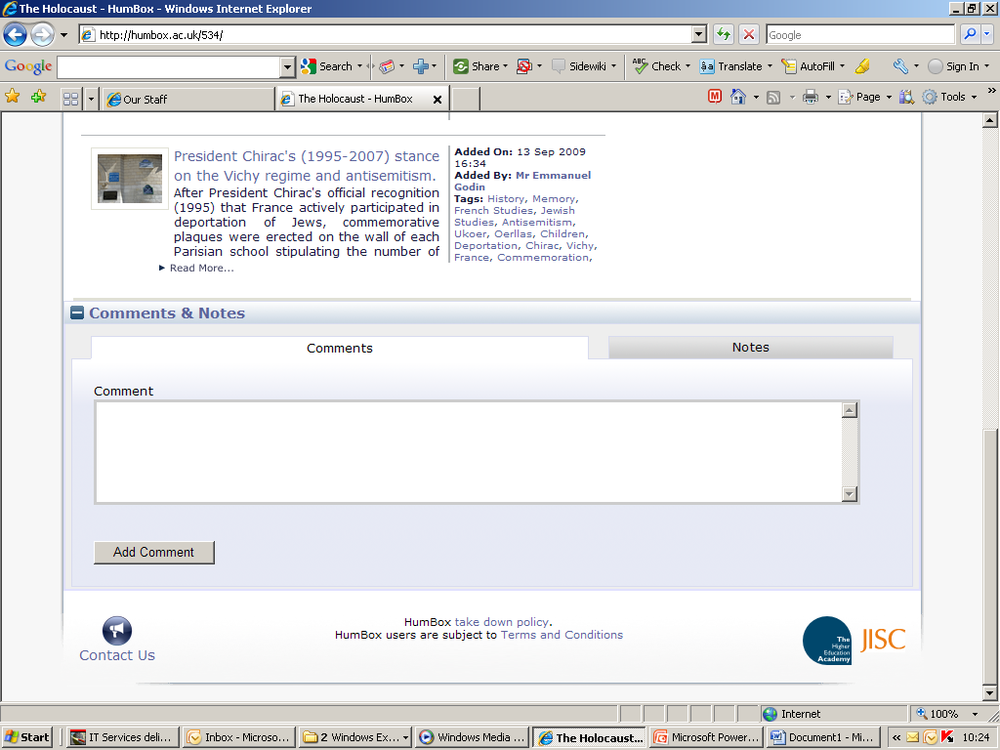 The Holocaust - HumBox - Windows Internet Explorer
http://humbox.ac.uk/534/
Google
Google
Search
Share
Sidewiki
Check
Translate
AutoFill
Sign In
Our Staff
The Holocaust - HumBox
Page
Tools
President Chirac's (1995-2007) stance
on the Vichy regime and antisemitism.
After President Chirac's official recognition
(1995) that France actively participated in
deportation of Jews, commemorative
plaques were erected on the wall of each
Parisian school stipulating the number of
Read More...
Added On: 13 Sep 2009
16:34
Added By: Mr Emmanuel
Godin
Tags: History, Memory,
French Studies, Jewish
Studies, Antisemitism,
Ukoer, Oerllas, Children,
Deportation, Chirac, Vichy,
France, Commemoration,
Comments & Notes
Comments
Notes
Comment
Add Comment
Contact Us
HumBox take down policy.
HumBox users are subject to Terms and Conditions
The
Higher
Education
Academy
JISC
Internet
100%
Start
IT Services deli...
Inbox - Microso...
2 Windows Ex...
Windows Media ...
The Holocaust...
Microsoft Power...
Document1 - Mi...
10:24